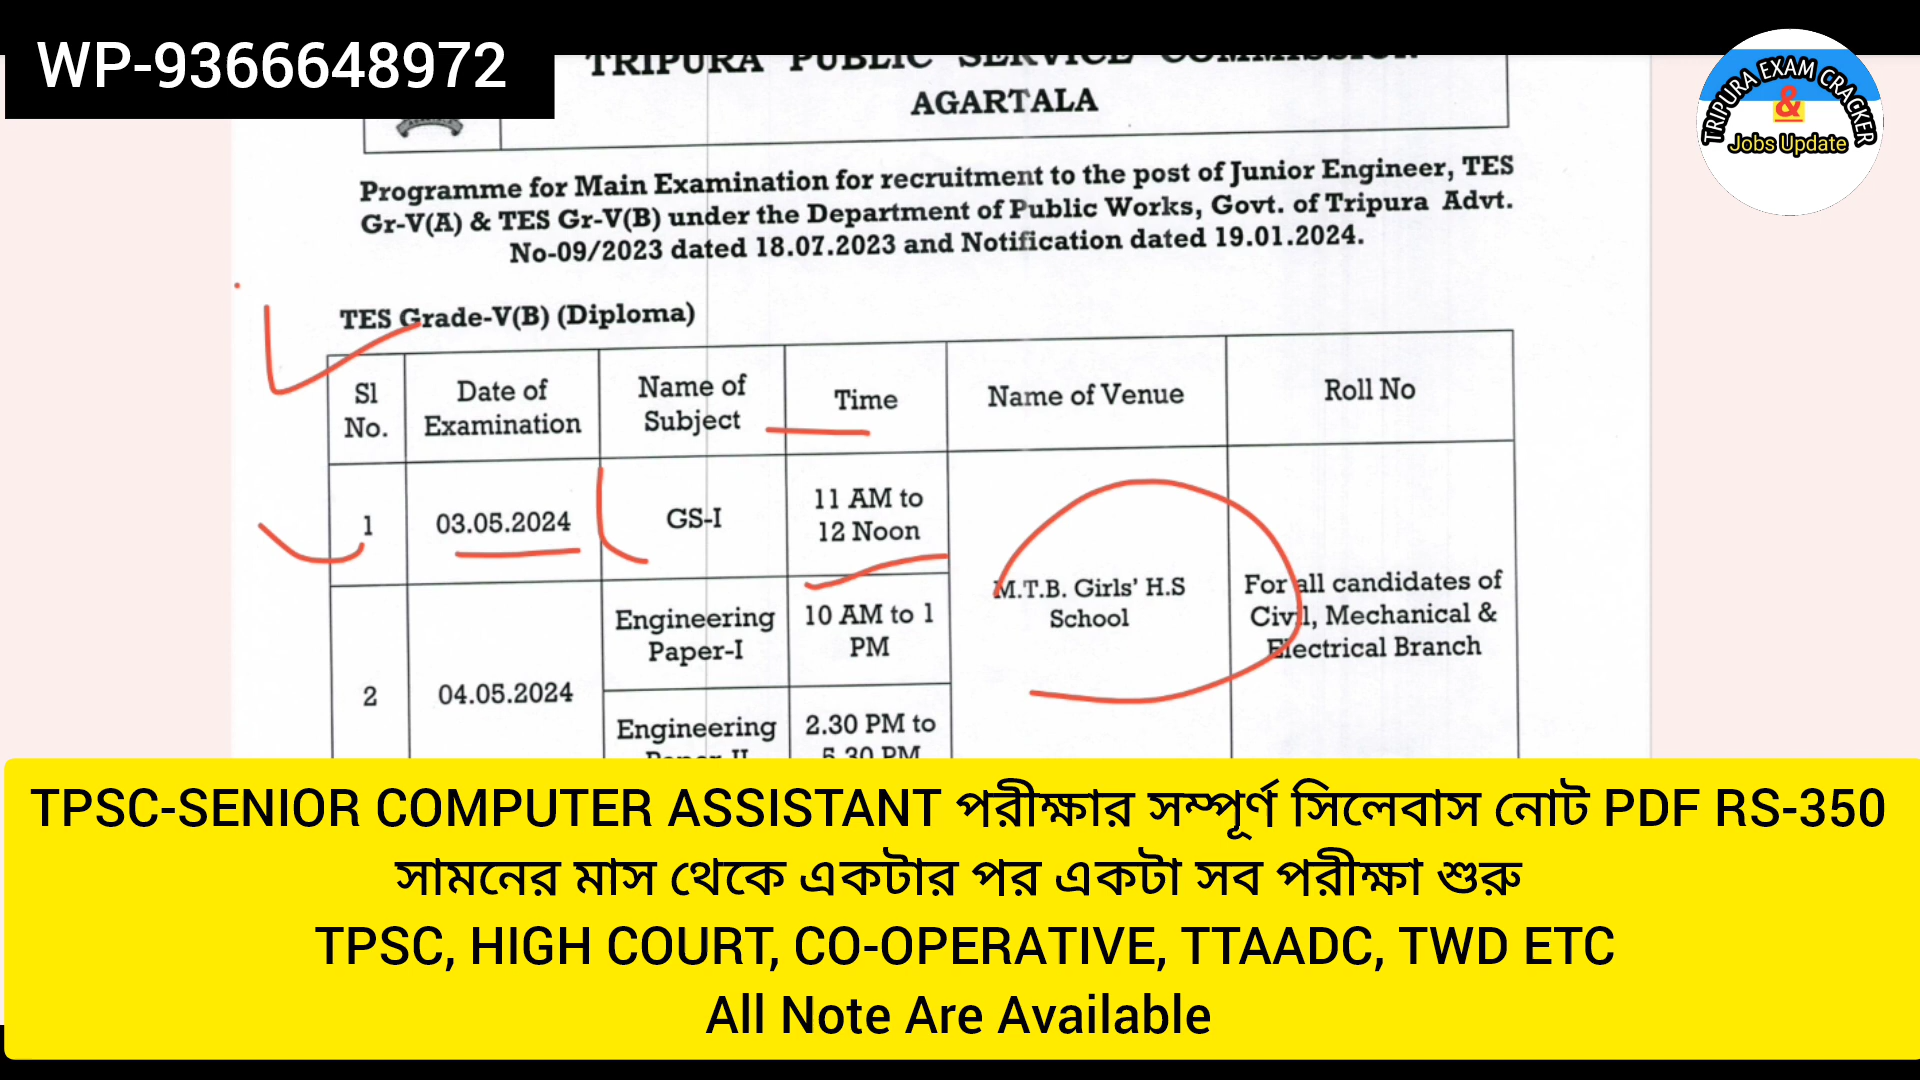 WP-9366648972
TRIPURA PUBLIC SERVICE COMMISSION
AGARTALA
TRIPURA EXAM CRACKER
&
Jobs Update
Programme for Main Examination for recruitment to the post of Junior Engineer, TES
Gr-V(A) & TES Gr-V(B) under the Department of Public Works, Govt. of Tripura Advt.
No-09/2023 dated 18.07.2023 and Notification dated 19.01.2024.
TES Grade-V(B) (Diploma)
Sl No. Date of Examination Name of Subject Time Name of Venue Roll No
1 03.05.2024 GS-I 11 AM to 12 Noon
M.T.B. Girls' H.S School
For all candidates of Civil, Mechanical & Electrical Branch
2 04.05.2024 Engineering Paper-I 10 AM to 1 PM
Engineering Paper-II 2.30 PM to 5.30 PM
TPSC-SENIOR COMPUTER ASSISTANT পরীক্ষার সম্পূর্ণ সিলেবাস নোট PDF RS-350
সামনের মাস থেকে একটার পর একটা সব পরীক্ষা শুরু
TPSC, HIGH COURT, CO-OPERATIVE, TTAADC, TWD ETC
All Note Are Available